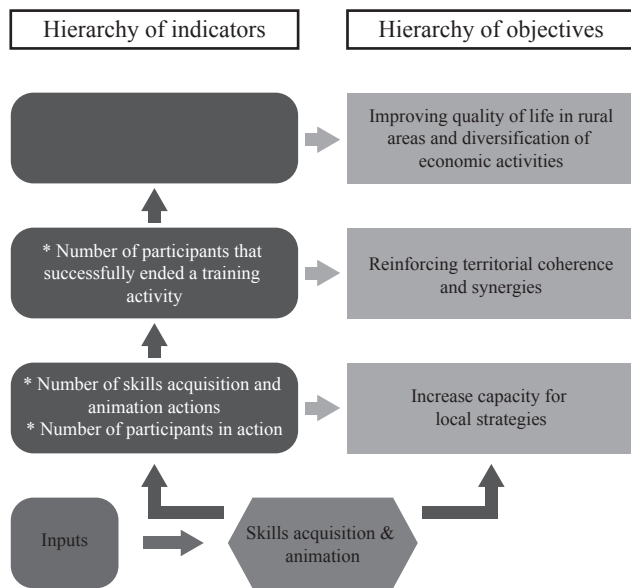 Hierarchy of indicators
Hierarchy of objectives
Improving quality of life in rural
areas and diversification of
economic activities
* Number of participants that
successfully ended a training
activity
Reinforcing territorial coherence
and synergies
* Number of skills acquisition and
animation actions
* Number of participants in action
Increase capacity for
local strategies
Inputs
Skills acquisition &
animation